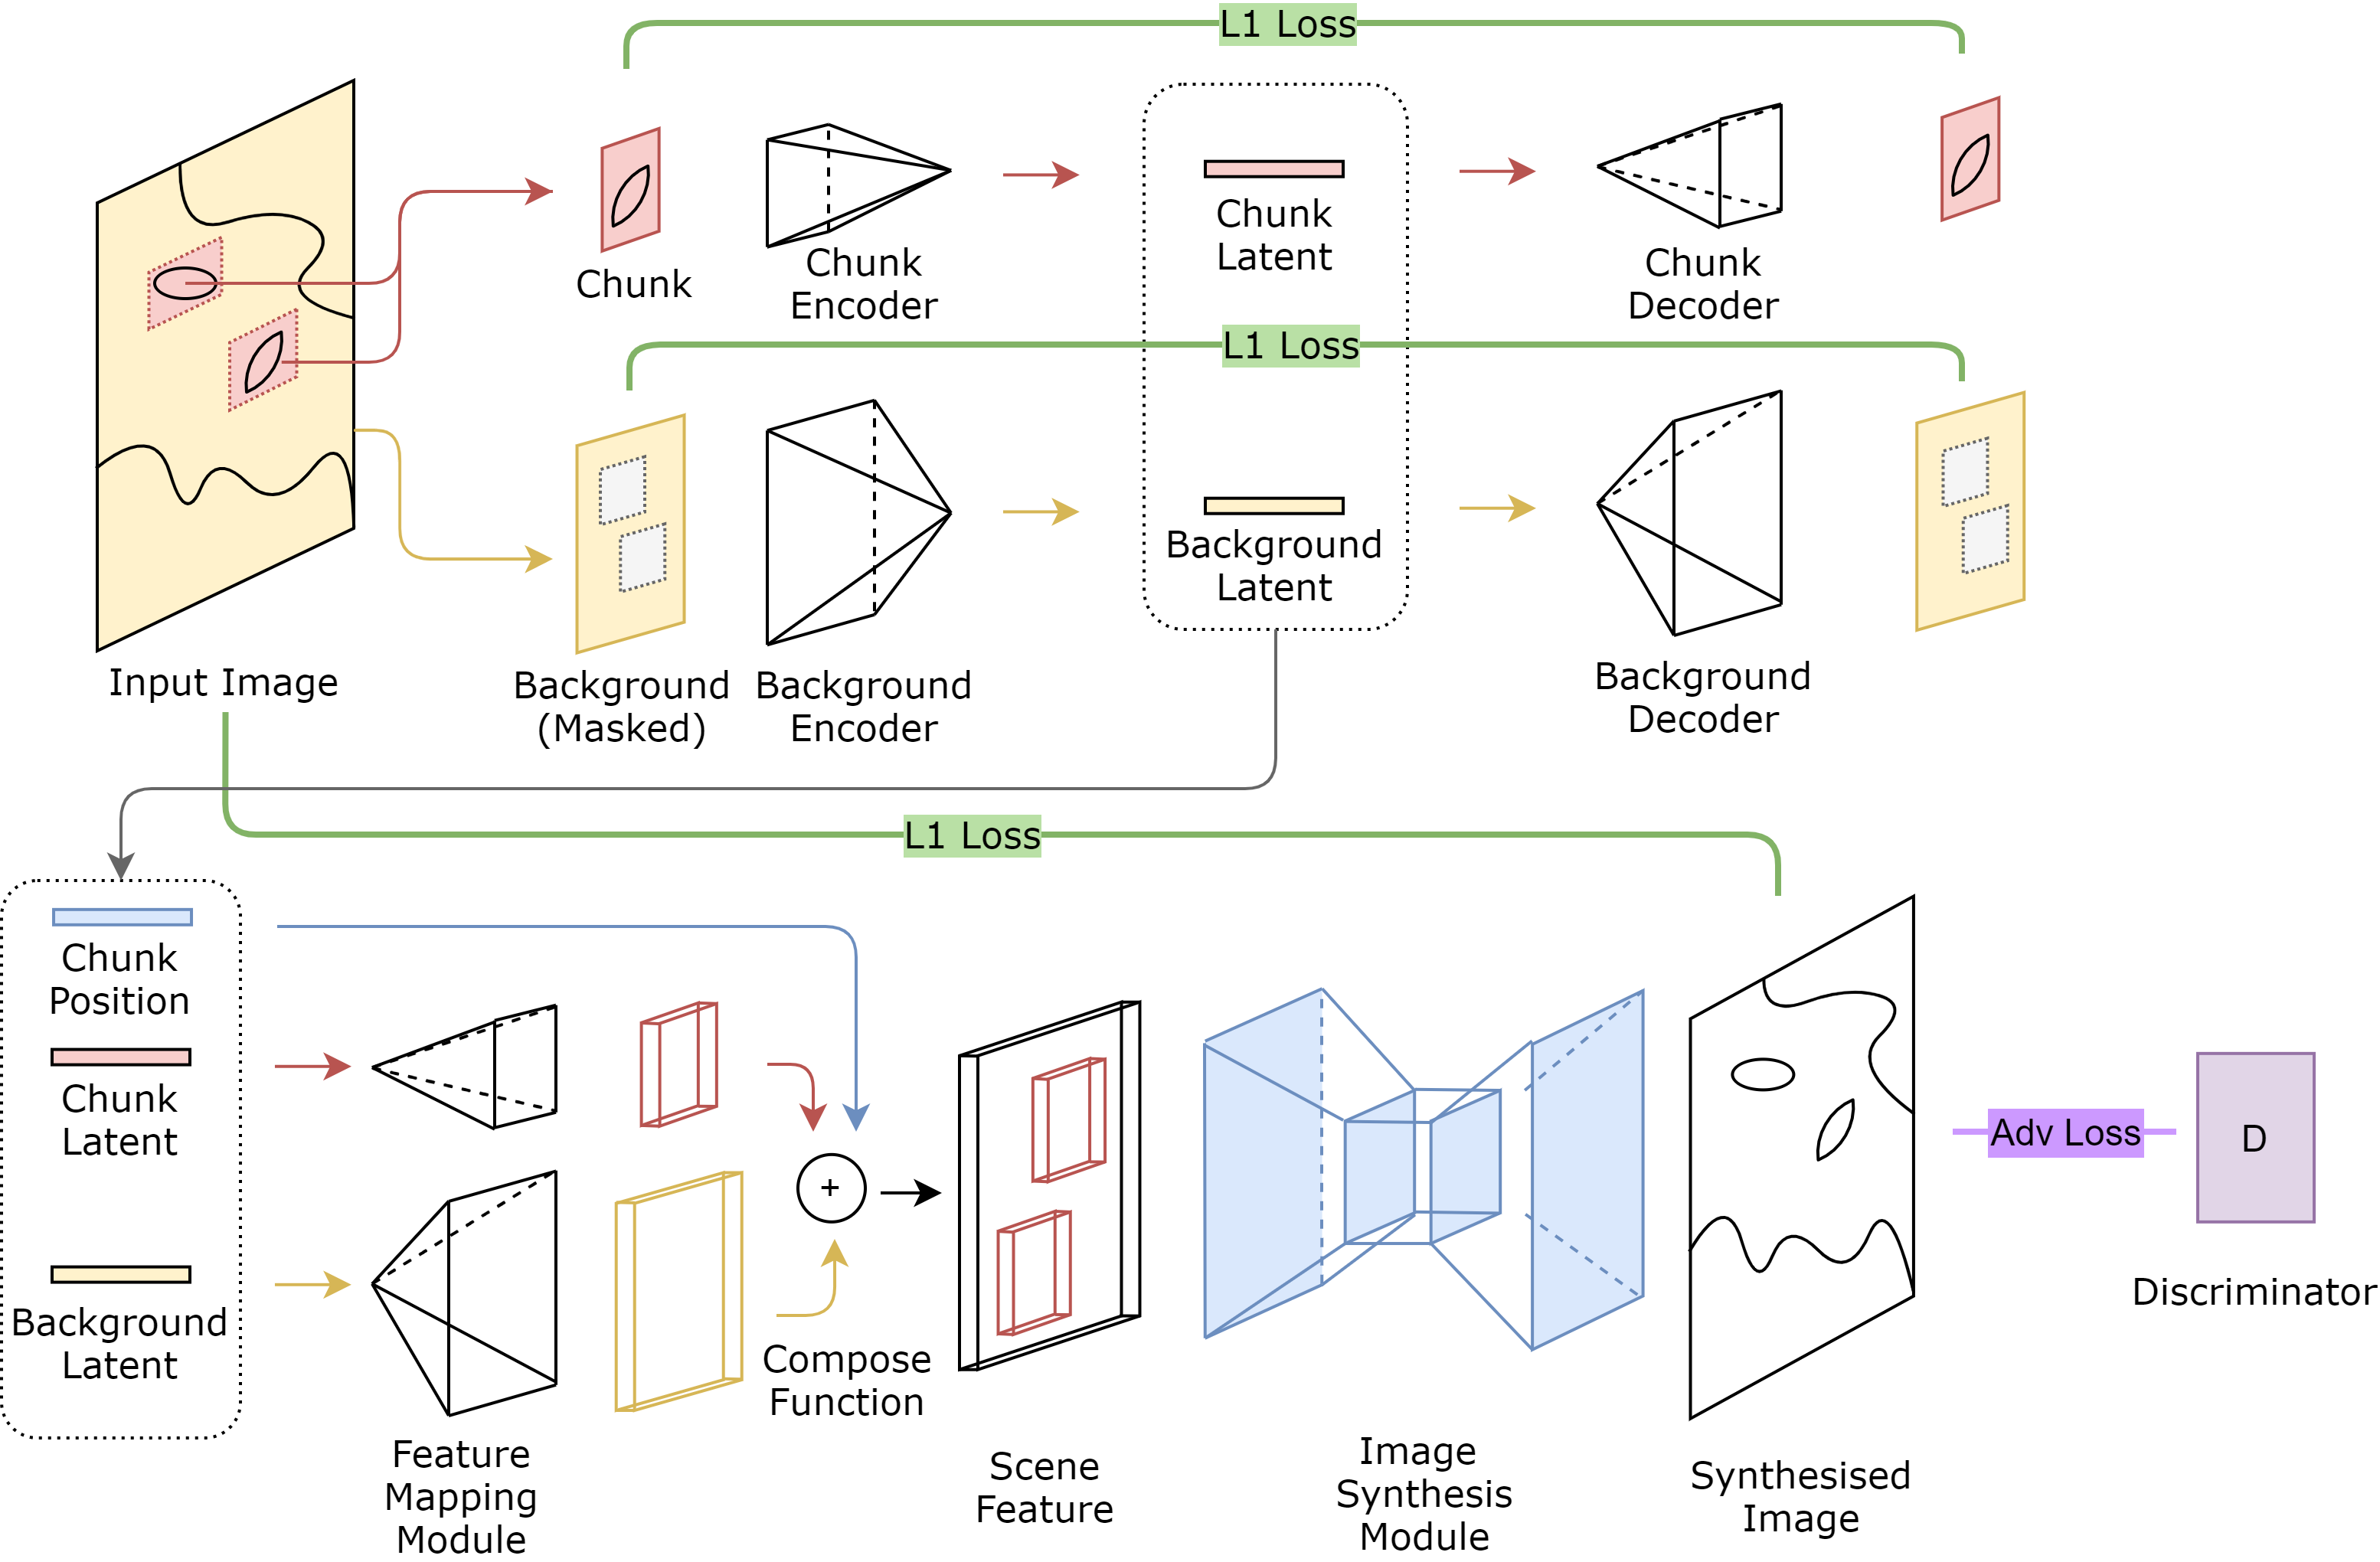 L1 Loss
Chunk
Chunk
Encoder
Chunk
Latent
Chunk
Decoder
L1 Loss
Input Image
Background
(Masked)
Background
Encoder
Background
Latent
Background
Decoder
L1 Loss
Chunk
Position
Chunk
Latent
Background
Latent
Feature
Mapping
Module
+
Compose
Function
Scene
Feature
Image
Synthesis
Module
Synthesised
Image
Adv Loss
D
Discriminator